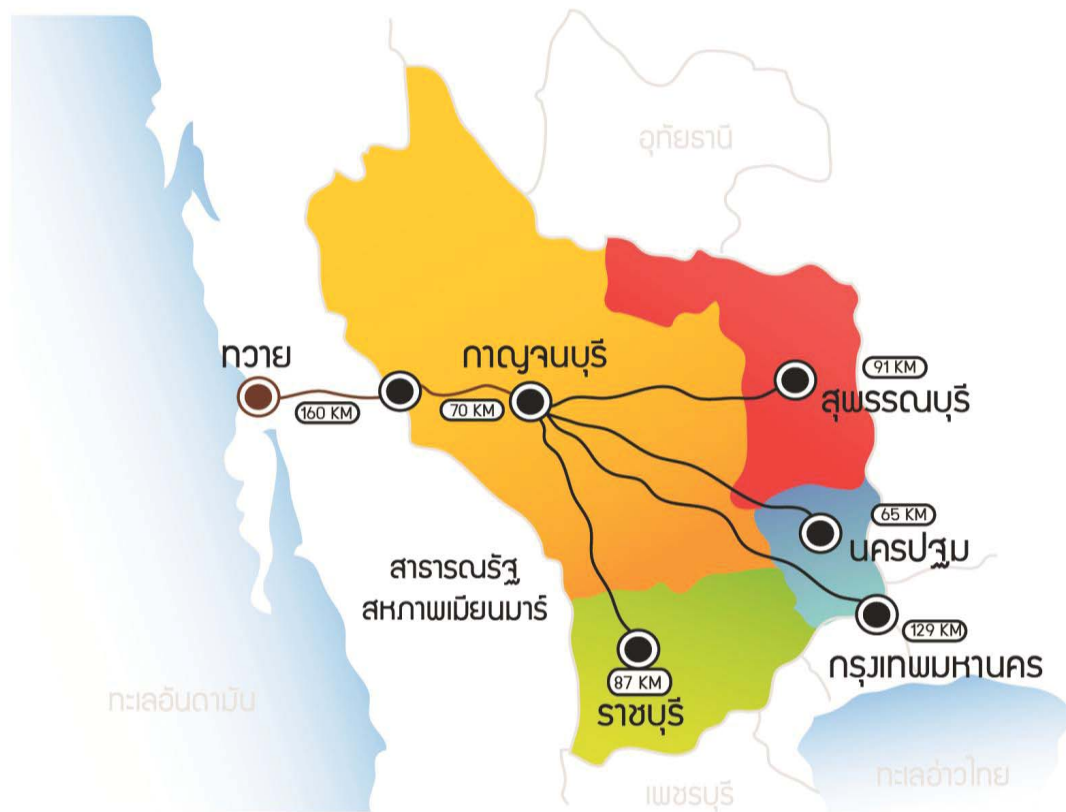 อุทัยธานี
ทวาย
กาญจนบุรี
160 KM
70 KM
91 KM
สุพรรณบุรี
65 KM
นครปฐม
สาธารณรัฐ
สหภาพเมียนมาร์
129 KM
กรุงเทพมหานคร
87 KM
ราชบุรี
ทะเลอันดามัน
ทะเลอ่าวไทย
เพชรบุรี